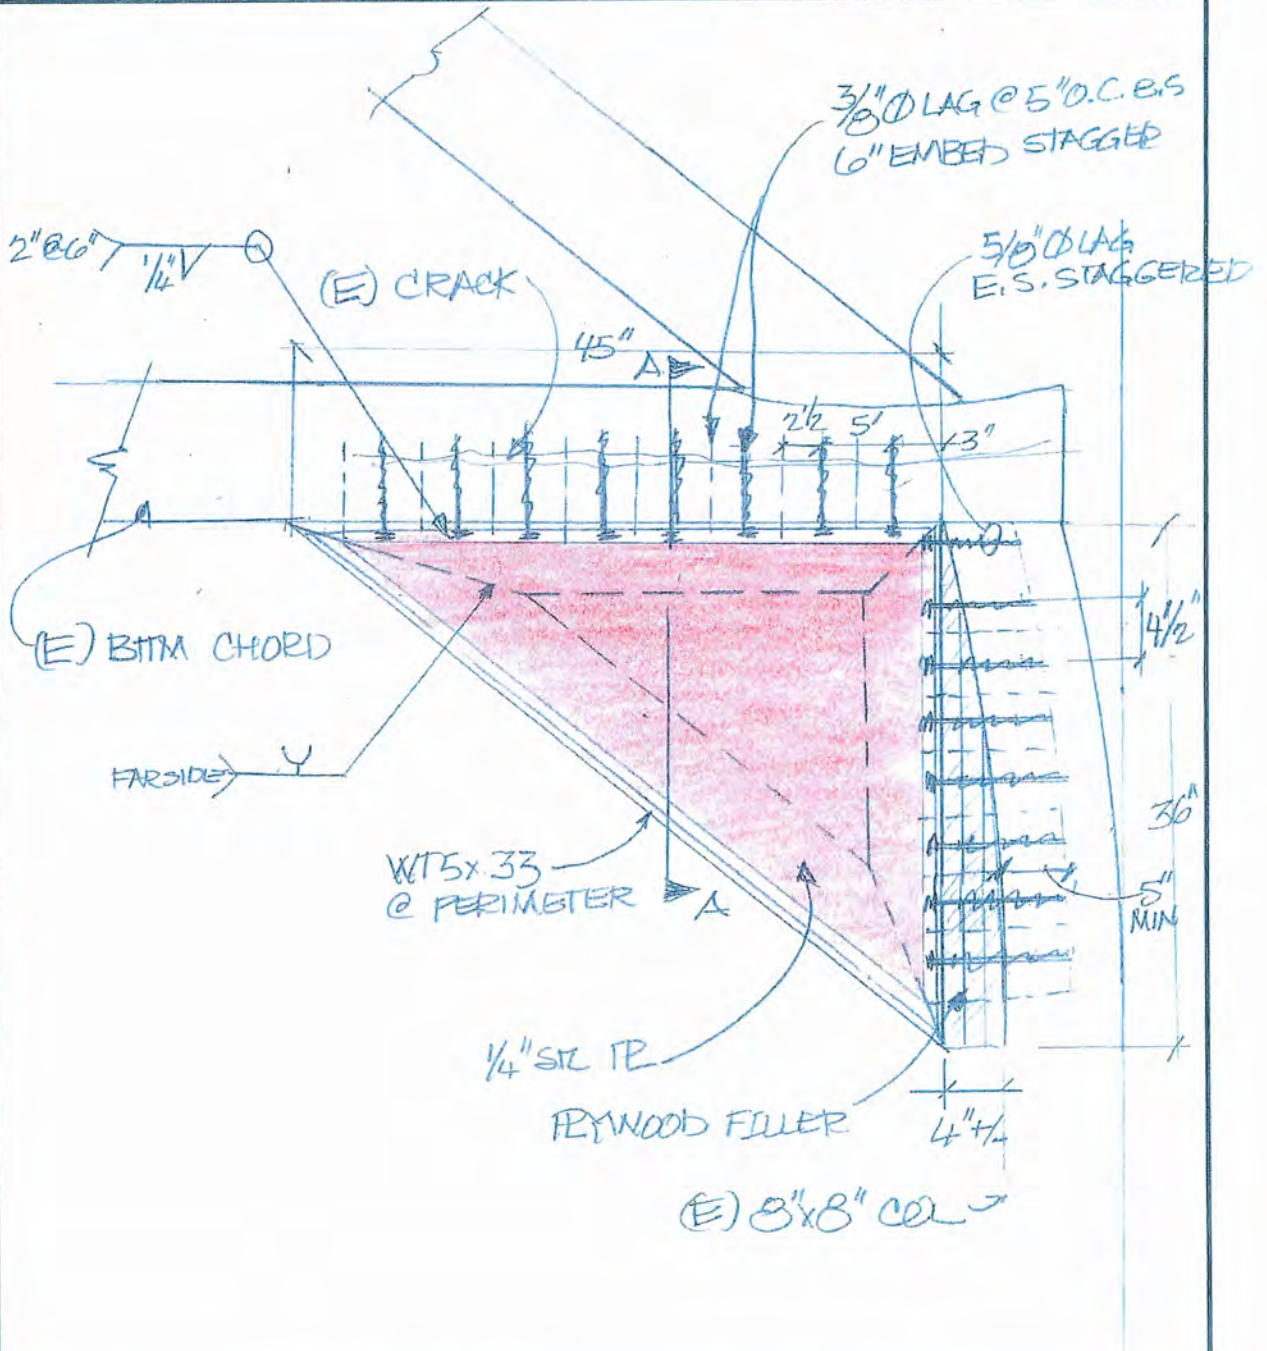 3/8"Ø LAG @ 5" O.C. E.S
6" EMBED STAGGER
5/8"Ø LAG
E.S. STAGGERED
2"@6"
1/4"
(E) CRACK
45"
A
2 1/2
5'
3"
(E) BTTM CHORD
4 1/2"
FARSIDE
36"
WT5x.33
@ PERIMETER
A
5"
MIN
1/4" STL PL
PLYWOOD FILLER
4"+/-
(E) 8"x8" COL